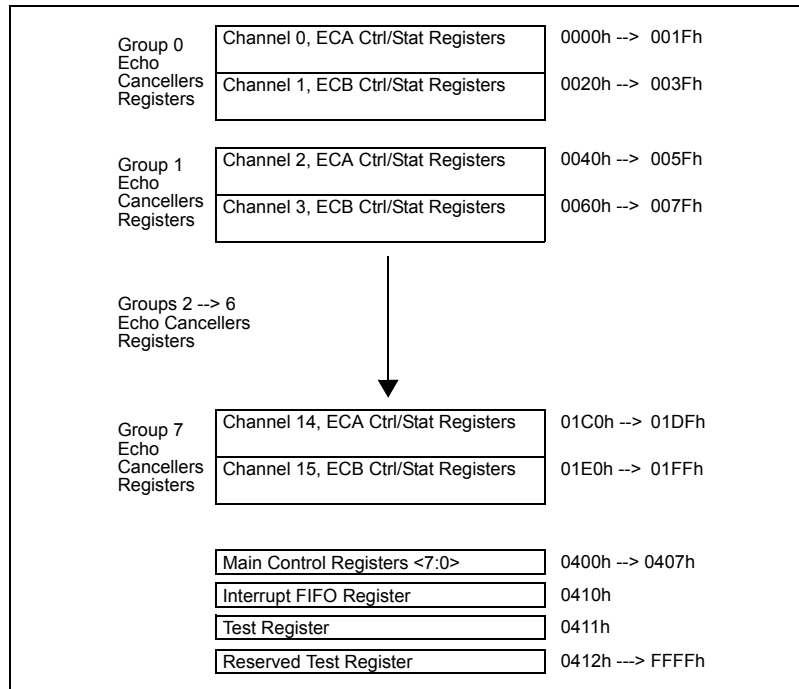 Group 0
Echo
Cancellers
Registers
Channel 0, ECA Ctrl/Stat Registers
0000h --> 001Fh
Channel 1, ECB Ctrl/Stat Registers
0020h --> 003Fh
Group 1
Echo
Cancellers
Registers
Channel 2, ECA Ctrl/Stat Registers
0040h --> 005Fh
Channel 3, ECB Ctrl/Stat Registers
0060h --> 007Fh
Groups 2 --> 6
Echo Cancellers
Registers
Group 7
Echo
Cancellers
Registers
Channel 14, ECA Ctrl/Stat Registers
01C0h --> 01DFh
Channel 15, ECB Ctrl/Stat Registers
01E0h --> 01FFh
Main Control Registers <7:0>
0400h --> 0407h
Interrupt FIFO Register
0410h
Test Register
0411h
Reserved Test Register
0412h ---> FFFFh